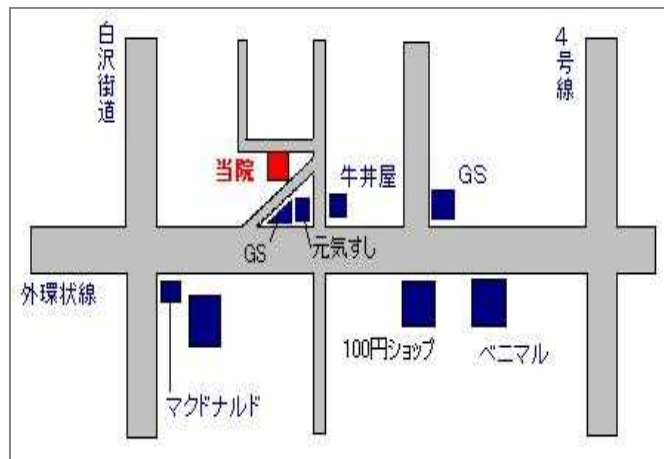 白沢街道
4号線
当院
牛丼屋
GS
GS
元気すし
外環状線
100円ショップ
ベニマル
マクドナルド